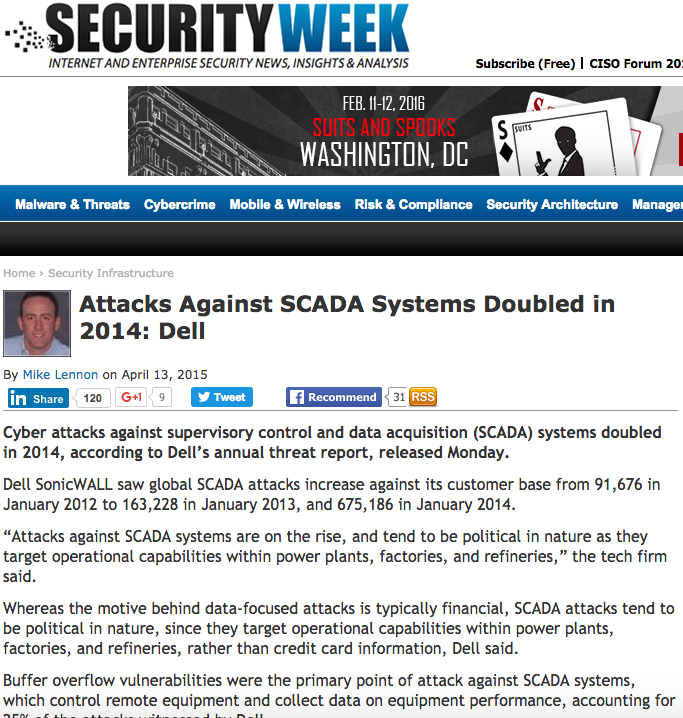 SECURITYWEEK
INTERNET AND ENTERPRISE SECURITY NEWS, INSIGHTS & ANALYSIS
Subscribe (Free) | CISO Forum
FEB. 11-12, 2016
SUITS AND SPOOKS
WASHINGTON, DC
S
S
SUITS
Malware & Threats Cybercrime Mobile & Wireless Risk & Compliance Security Architecture
Home › Security Infrastructure
Attacks Against SCADA Systems Doubled in
2014: Dell
By Mike Lennon on April 13, 2015
in Share 120 G+1 9 Tweet f Recommend 31 RSS
Cyber attacks against supervisory control and data acquisition (SCADA) systems doubled
in 2014, according to Dell’s annual threat report, released Monday.
Dell SonicWALL saw global SCADA attacks increase against its customer base from 91,676 in
January 2012 to 163,228 in January 2013, and 675,186 in January 2014.
“Attacks against SCADA systems are on the rise, and tend to be political in nature as they
target operational capabilities within power plants, factories, and refineries,” the tech firm
said.
Whereas the motive behind data-focused attacks is typically financial, SCADA attacks tend to
be political in nature, since they target operational capabilities within power plants,
factories, and refineries, rather than credit card information, Dell said.
Buffer overflow vulnerabilities were the primary point of attack against SCADA systems,
which control remote equipment and collect data on equipment performance, accounting for
of the attacks witnessed by Dell